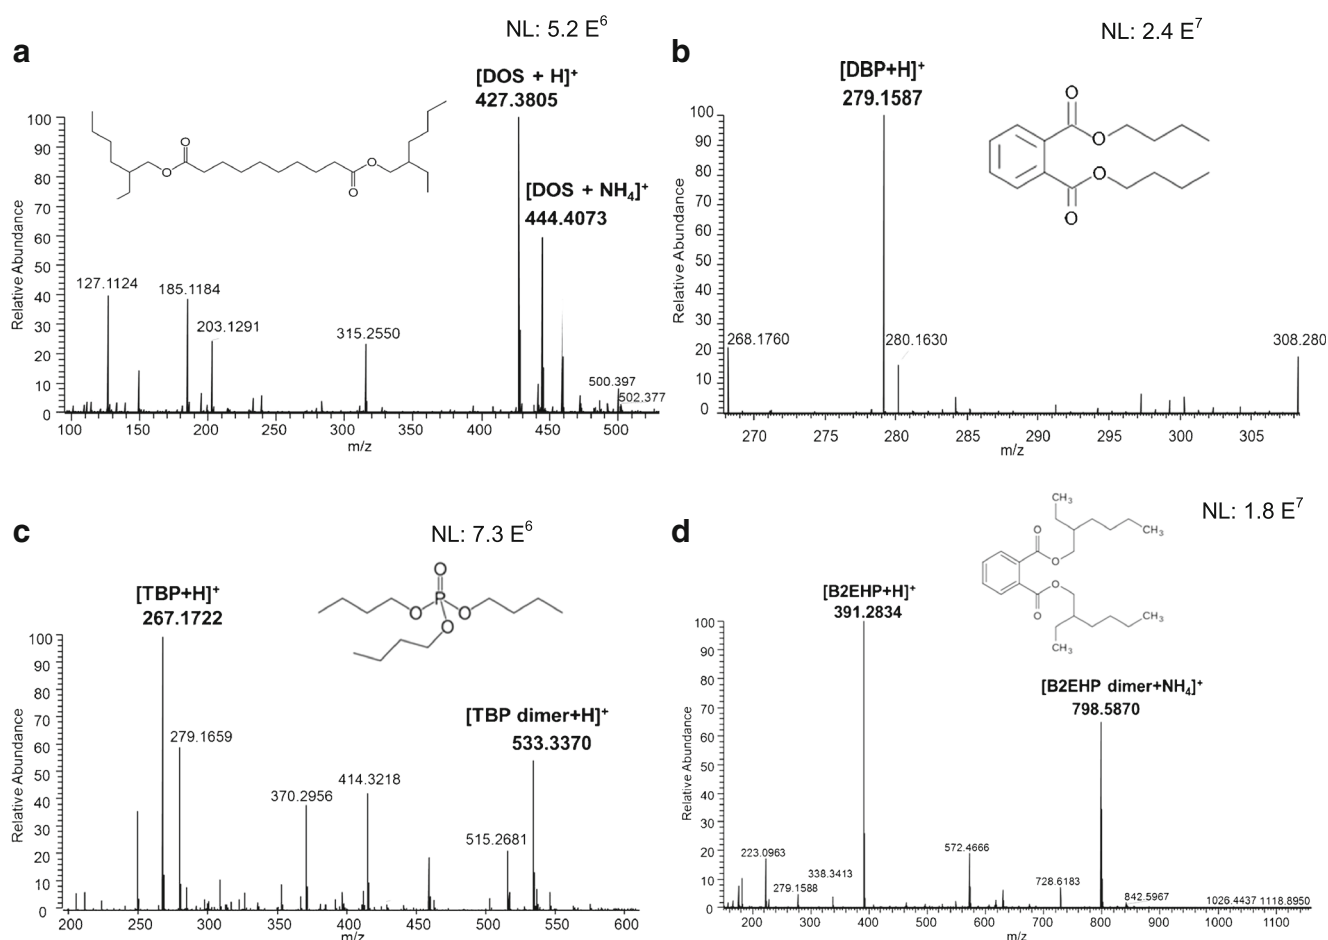 a
NL: 5.2 E6
[DOS + H]+
427.3805
[DOS + NH4]+
444.4073
127.1124
185.1184
203.1291
315.2550
500.397
502.377
O
O
O
O
Relative Abundance
100
90
80
70
60
50
40
30
20
10
0
100 150 200 250 300 350 400 450 500
m/z
b
NL: 2.4 E7
[DBP+H]+
279.1587
268.1760
280.1630
308.280
O
O
O
O
Relative Abundance
100
90
80
70
60
50
40
30
20
10
0
270 275 280 285 290 295 300 305
m/z
c
NL: 7.3 E6
[TBP+H]+
267.1722
279.1659
370.2956
414.3218
515.2681
[TBP dimer+H]+
533.3370
O
P
O
O
O
Relative Abundance
100
90
80
70
60
50
40
30
20
10
0
200 250 300 350 400 450 500 550 600
m/z
d
NL: 1.8 E7
[B2EHP+H]+
391.2834
[B2EHP dimer+NH4]+
798.5870
223.0963
279.1588
338.3413
572.4666
728.6183
842.5967
1026.4437 1118.8950
CH3
CH3
O
O
O
O
CH3
CH3
Relative Abundance
100
90
80
70
60
50
40
30
20
10
0
200 300 400 500 600 700 800 900 1000 1100
m/z